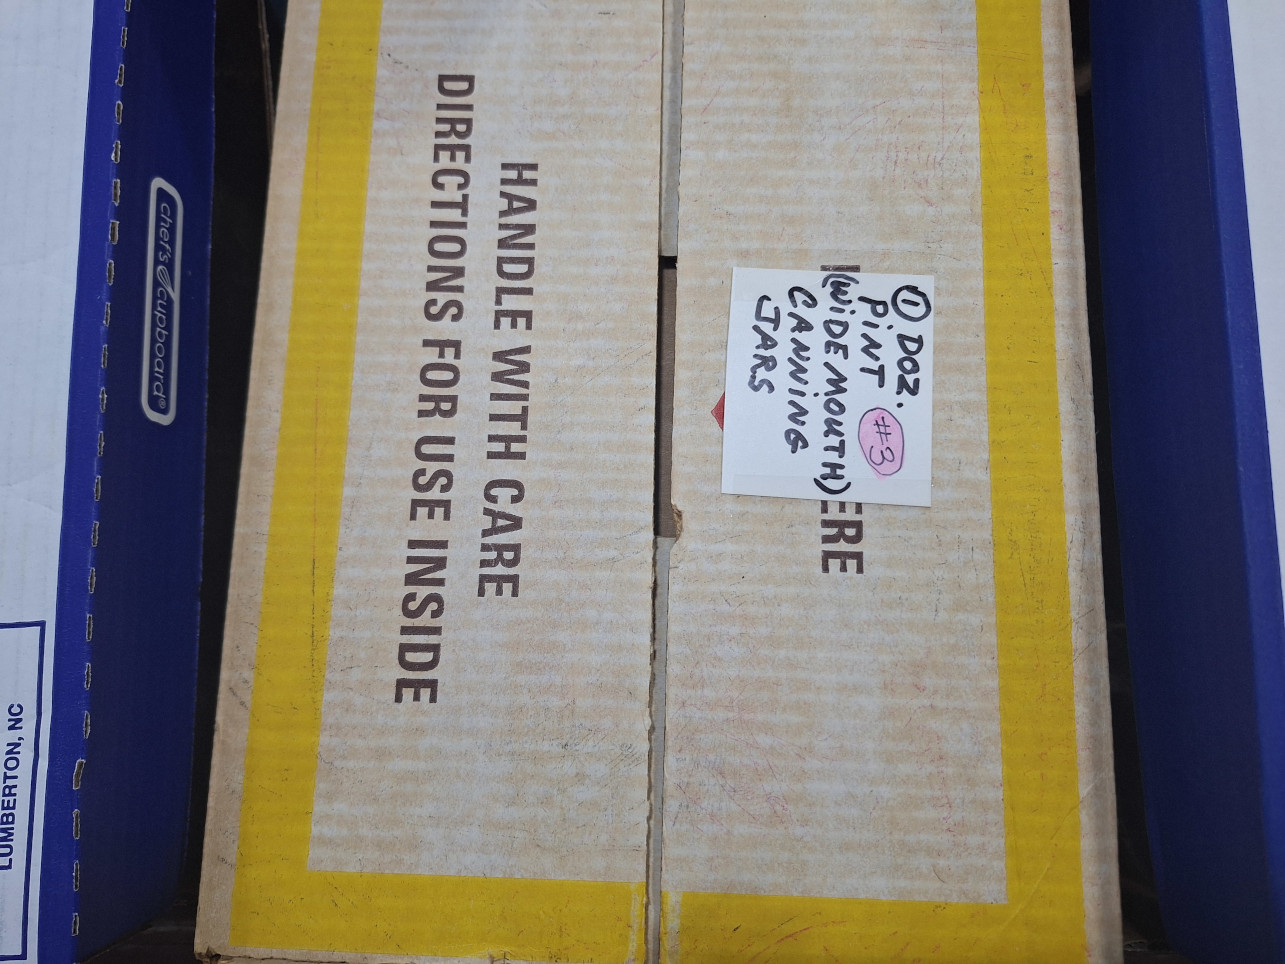 ① DOZ.
PiNT #3
(WiDE MOUTH)
CANNiNG
JARS
ERE
HANDLE WITH CARE
DIRECTIONS FOR USE INSIDE
chef's cupboard®
LUMBERTON, NC